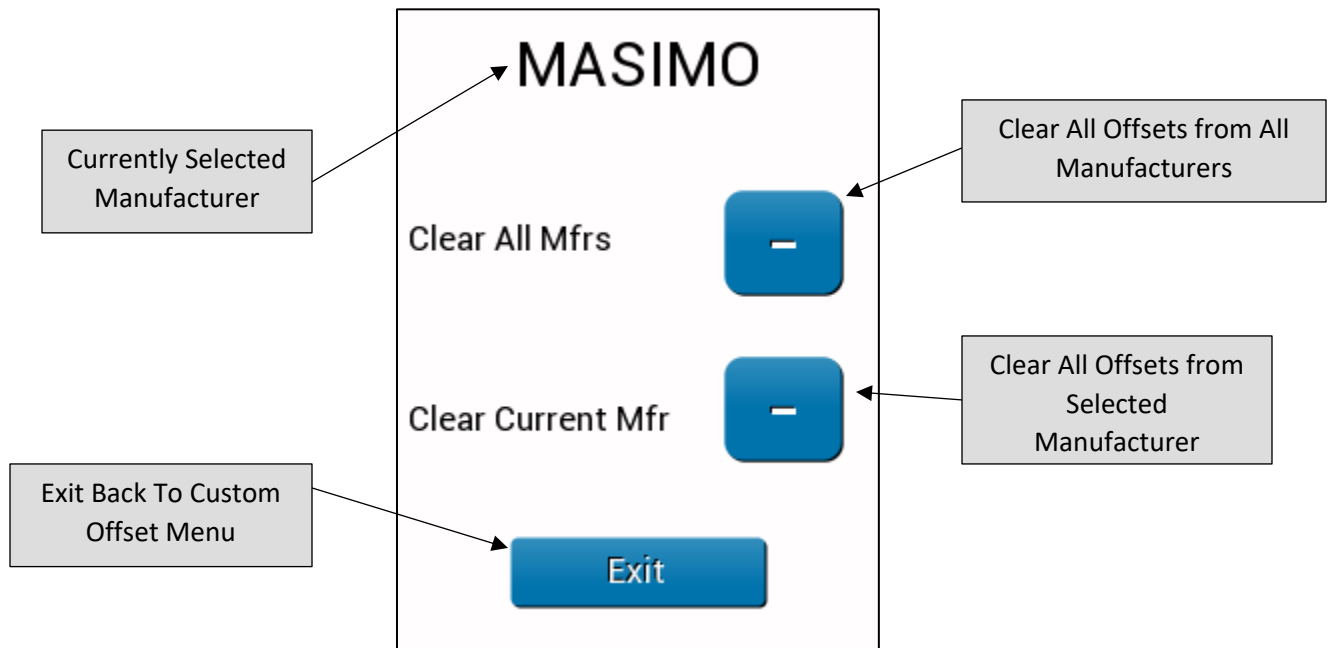 MASIMO
Currently Selected
Manufacturer
Clear All Offsets from All
Manufacturers
Clear All Mfrs
-
Clear All Offsets from
Selected
Manufacturer
Clear Current Mfr
-
Exit Back To Custom
Offset Menu
Exit